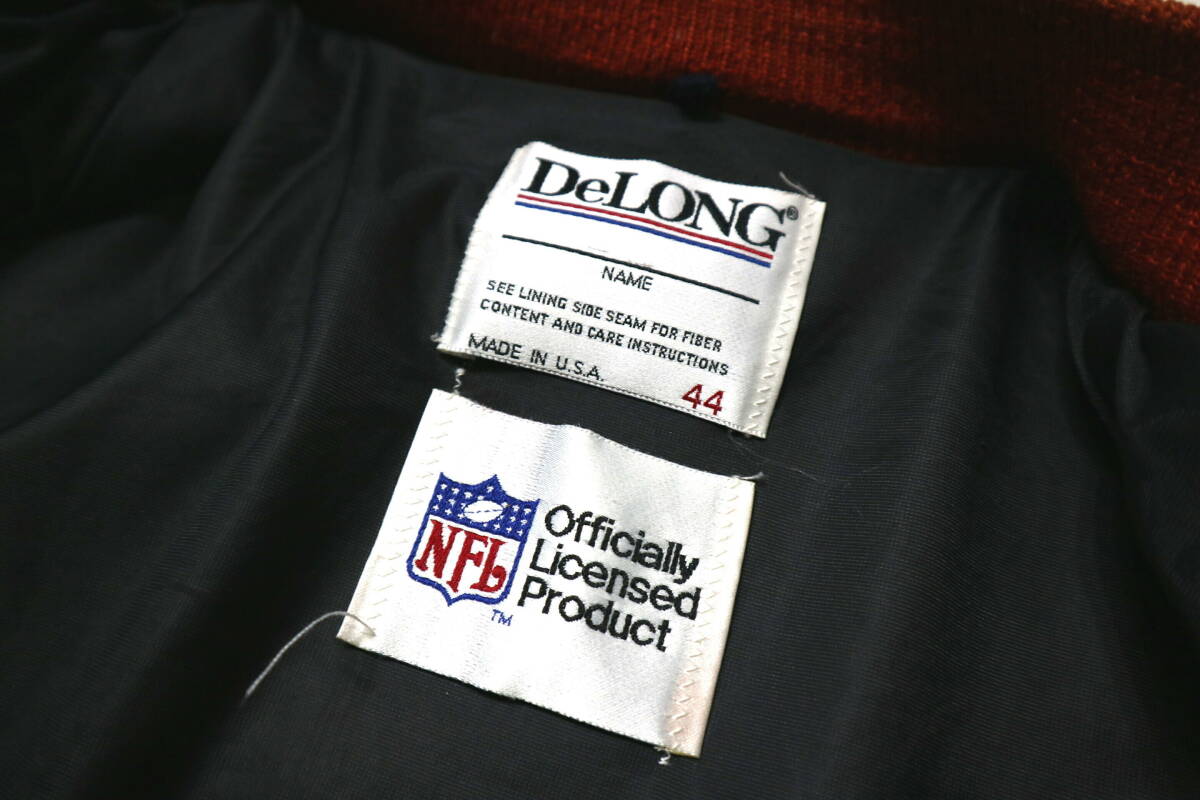 DeLONG®
NAME
SEE LINING SIDE SEAM FOR FIBER
CONTENT AND CARE INSTRUCTIONS
MADE IN U.S.A.
44
NFL
TM
Officially
Licensed
Product